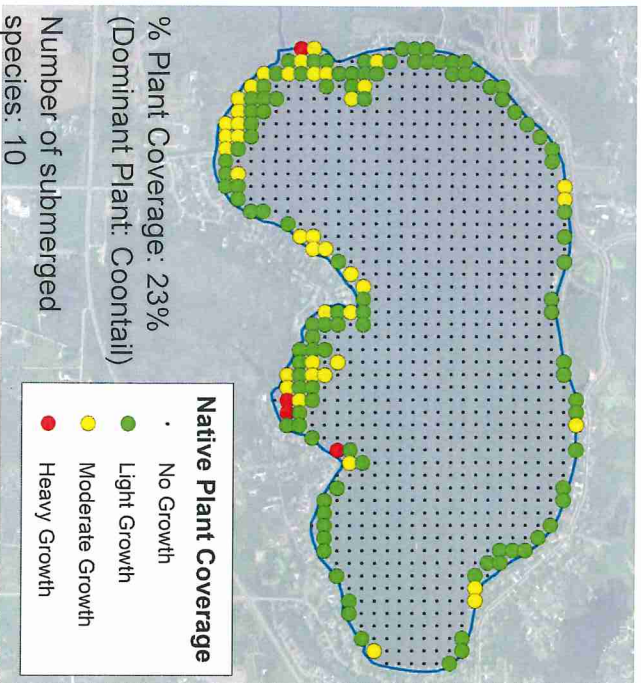 % Plant Coverage: 23%
(Dominant Plant: Coontail)
Number of submerged
species: 10
Native Plant Coverage
No Growth
Light Growth
Moderate Growth
Heavy Growth